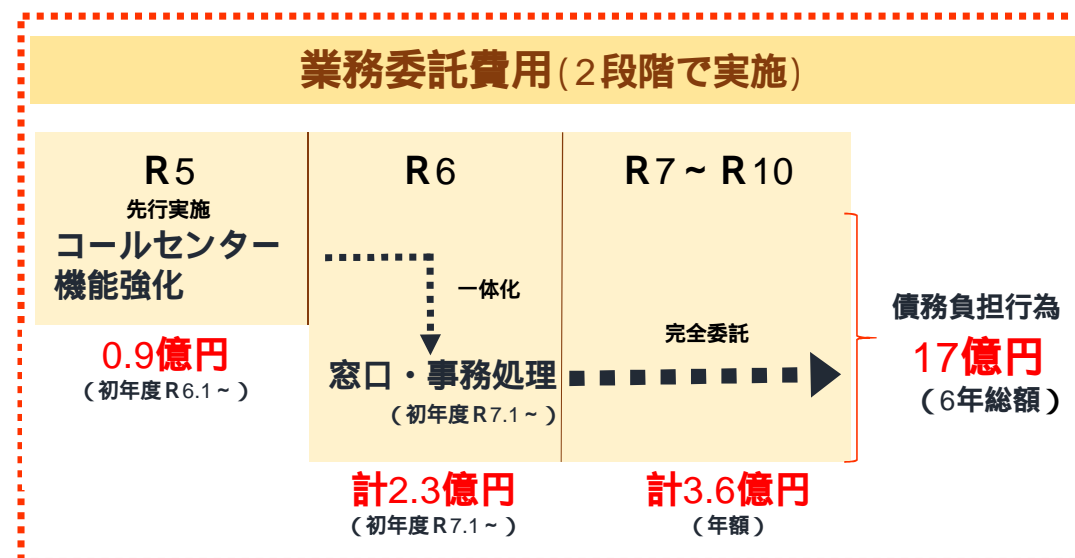 業務委託費用(2段階で実施)
R5
先行実施
コールセンター
機能強化
0.9億円
(初年度R6.1~)
R6
一体化
窓口・事務処理
(初年度R7.1~)
計2.3億円
(初年度R7.1~)
R7~R10
完全委託
計3.6億円
(年額)
債務負担行為
17億円
(6年総額)